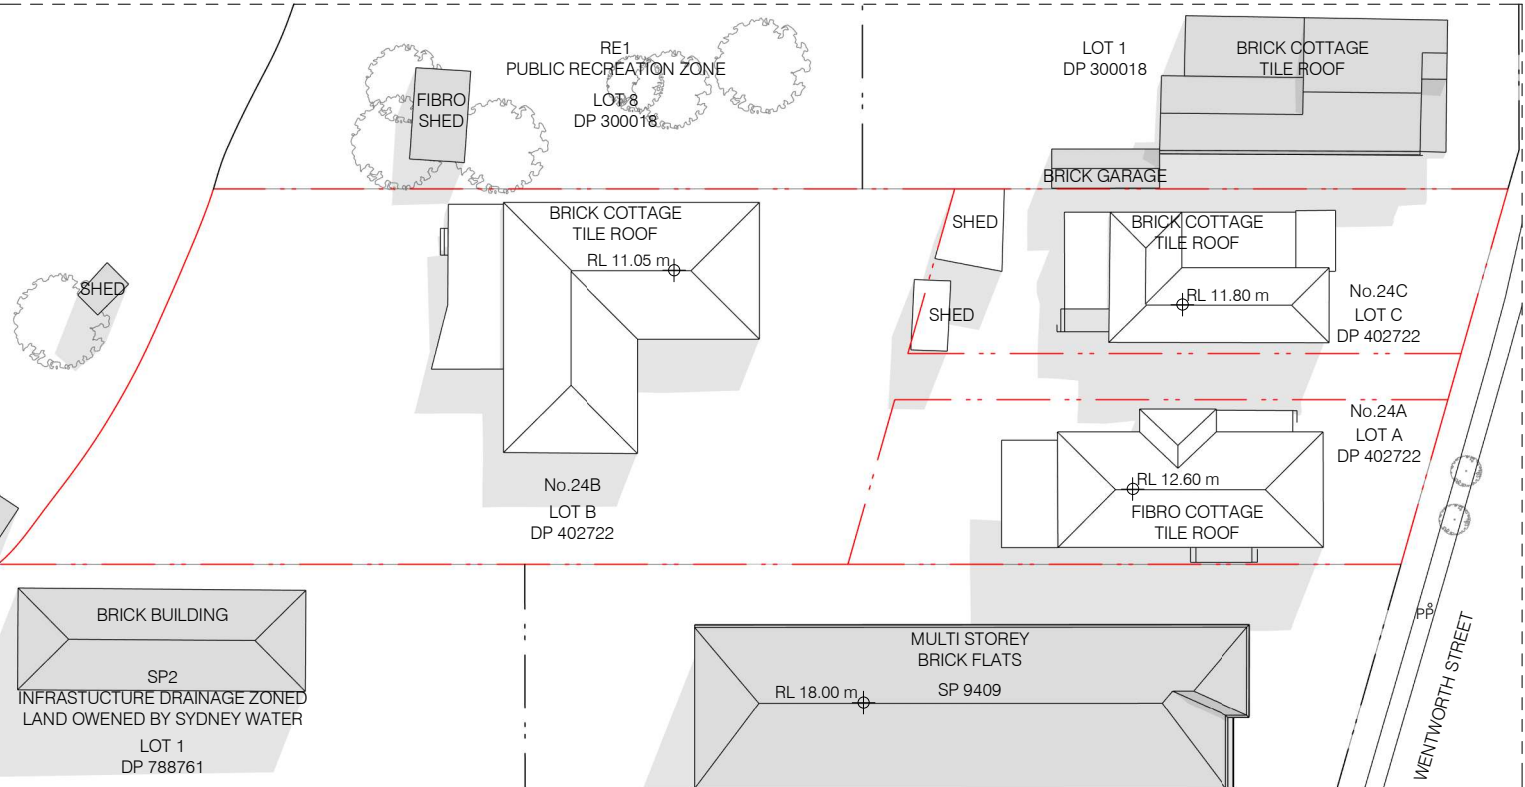 RE1
PUBLIC RECREATION ZONE
LOT 8
DP 300018
FIBRO
SHED
LOT 1
DP 300018
BRICK COTTAGE
TILE ROOF
BRICK GARAGE
BRICK COTTAGE
TILE ROOF
RL 11.05 m
SHED
SHED
BRICK COTTAGE
TILE ROOF
RL 11.80 m
No.24C
LOT C
DP 402722
SHED
No.24A
LOT A
DP 402722
RL 12.60 m
FIBRO COTTAGE
TILE ROOF
No.24B
LOT B
DP 402722
BRICK BUILDING
SP2
INFRASTUCTURE DRAINAGE ZONED
LAND OWENED BY SYDNEY WATER
LOT 1
DP 788761
MULTI STOREY
BRICK FLATS
SP 9409
RL 18.00 m
PP
WENTWORTH STREET